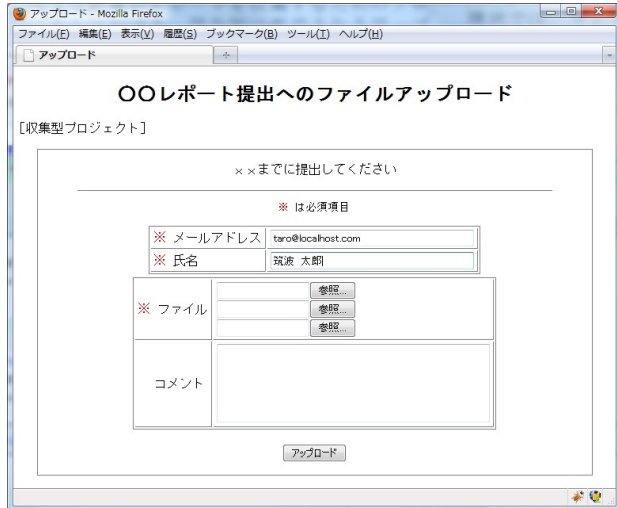 アップロード - Mozilla Firefox
ファイル(F) 編集(E) 表示(V) 履歴(S) ブックマーク(B) ツール(T) ヘルプ(H)
アップロード
〇〇レポート提出へのファイルアップロード
[収集型プロジェクト]
××までに提出してください
※ は必須項目
※ メールアドレス taro@localhost.com
※ 氏名 筑波 太郎
参照...
※ ファイル 参照...
参照...
コメント
アップロード